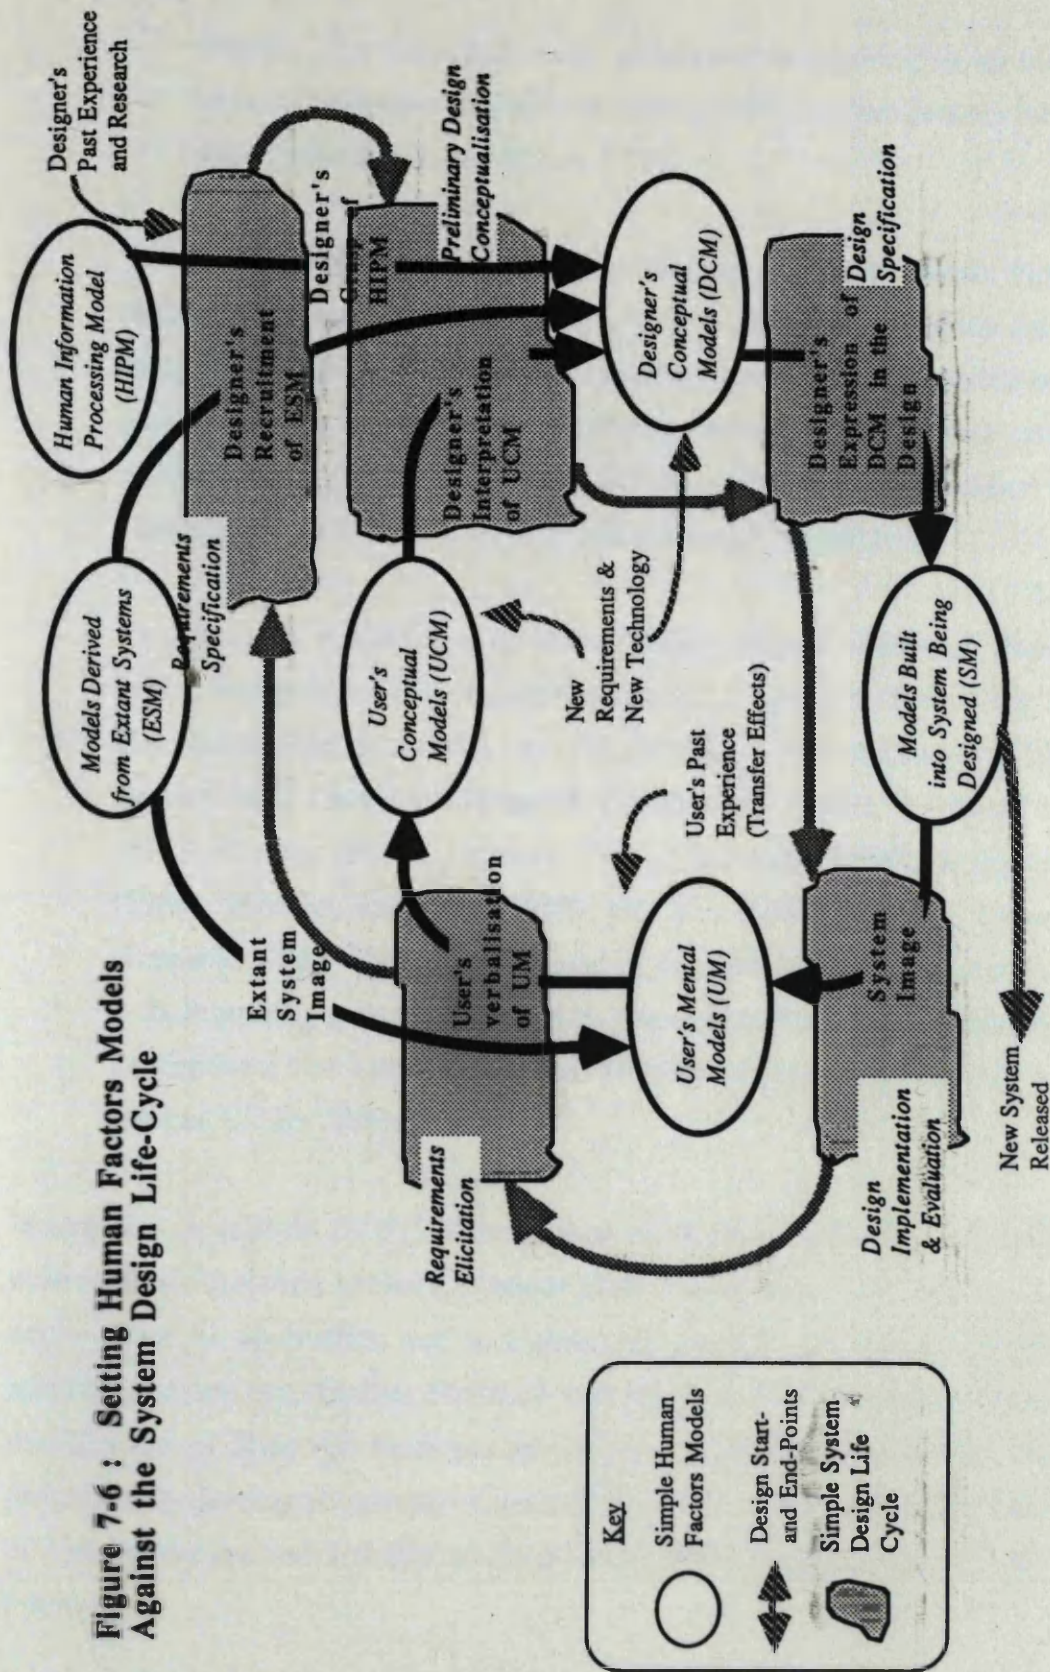 Figure 7-6 : Setting Human Factors Models
Against the System Design Life-Cycle
Models Derived
from Extant Systems
(ESM)
Human Information
Processing Model
(HIPM)
Designer's
Past Experience
and Research
Extant
System
Image
Requirements
Specification
Designer's
Recruitment
of ESM
Designer's
Grasp of
HIPM
User's
Conceptual
Models (UCM)
Designer's
Interpretation
of UCM
Preliminary Design
Conceptualisation
Requirements
Elicitation
User's
verbalisation
of UM
New
Requirements &
New Technology
Designer's
Conceptual
Models (DCM)
User's Mental
Models (UM)
User's Past
Experience
(Transfer Effects)
Designer's
Expression of
DCM in the
Design
Design
Specification
System
Image
Design
Implementation
& Evaluation
Models Built
into System Being
Designed (SM)
New System
Released
Key
Simple Human
Factors Models
Design Start-
and End-Points
Simple System
Design Life
Cycle